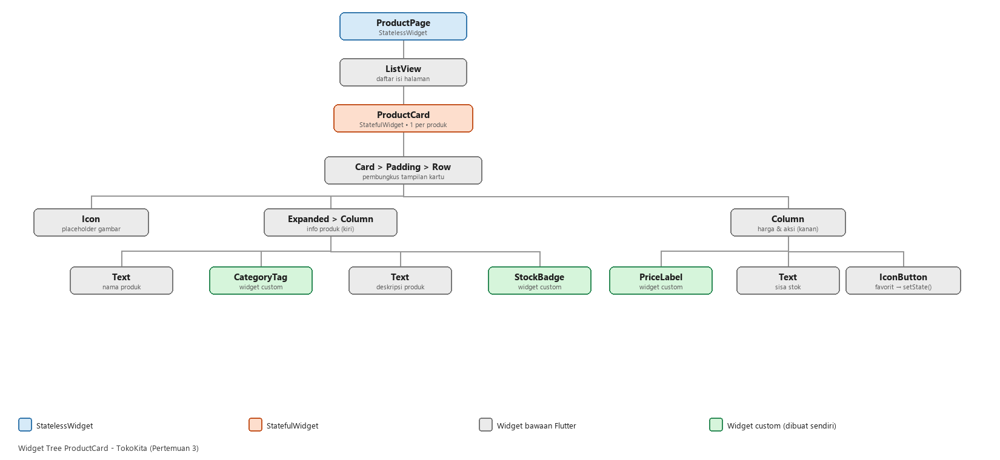 ProductPage
StatelessWidget
ListView
daftar isi halaman
ProductCard
StatefulWidget • 1 per produk
Card > Padding > Row
pembungkus tampilan kartu
Icon
placeholder gambar
Expanded > Column
info produk (kiri)
Column
harga & aksi (kanan)
Text
nama produk
CategoryTag
widget custom
Text
deskripsi produk
StockBadge
widget custom
PriceLabel
widget custom
Text
sisa stok
IconButton
favorit → setState()
StatelessWidget
StatefulWidget
Widget bawaan Flutter
Widget custom (dibuat sendiri)
Widget Tree ProductCard - TokoKita (Pertemuan 3)